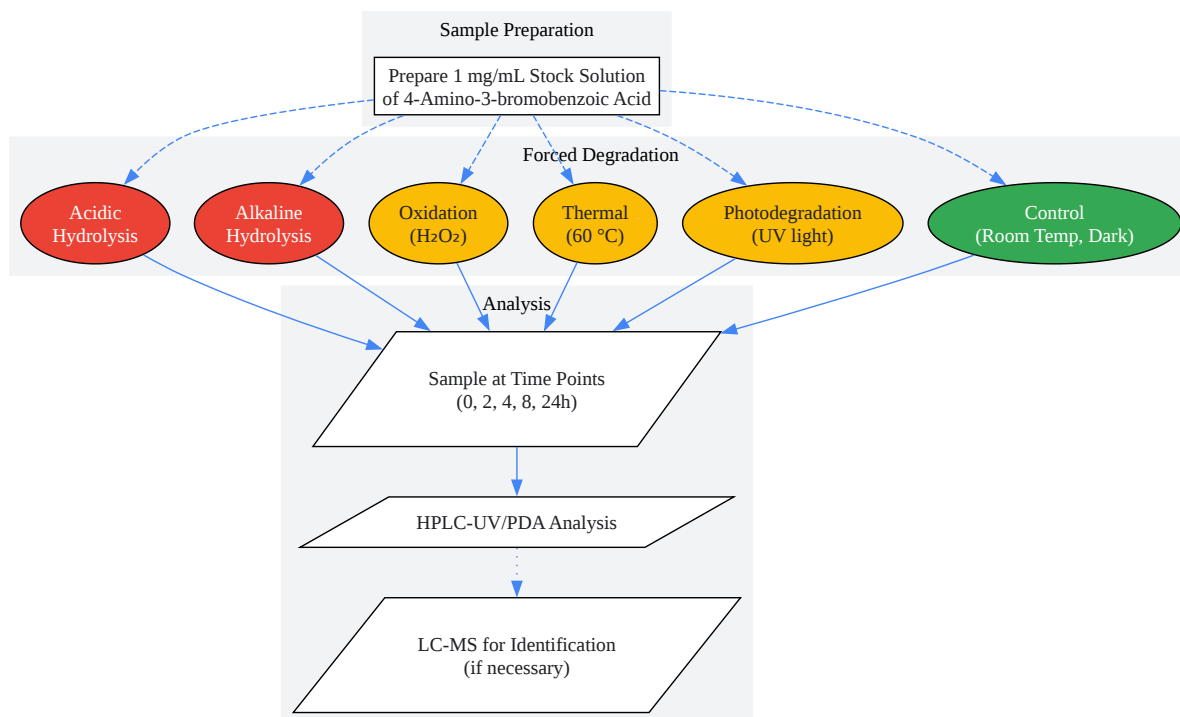 Sample Preparation
Prepare 1 mg/mL Stock Solution
of 4-Amino-3-bromobenzoic Acid
Forced Degradation
Acidic
Hydrolysis
Alkaline
Hydrolysis
Oxidation
(H₂O₂)
Thermal
(60 °C)
Photodegradation
(UV light)
Control
(Room Temp, Dark)
Analysis
Sample at Time Points
(0, 2, 4, 8, 24h)
HPLC-UV/PDA Analysis
LC-MS for Identification
(if necessary)